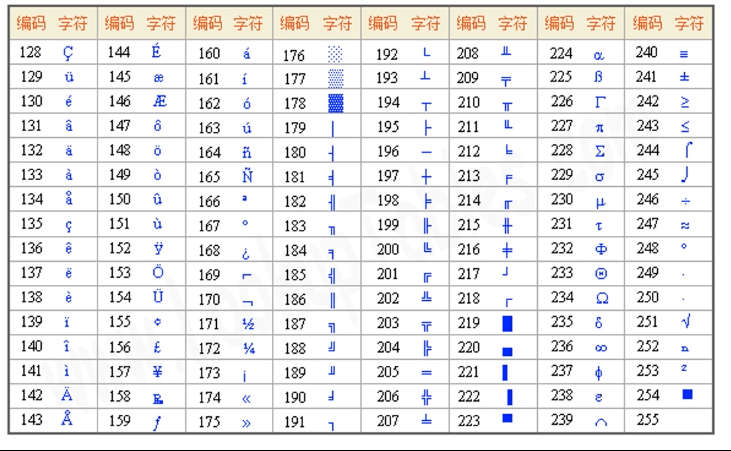 编码 字符 编码 字符 编码 字符 编码 字符 编码 字符 编码 字符 编码 字符 编码 字符
128 Ç 144 É 160 á 176 ░ 192 └ 208 ╨ 224 α 240 ≡
129 ü 145 æ 161 í 177 ▒ 193 ┴ 209 ╤ 225 ß 241 ±
130 é 146 Æ 162 ó 178 ▓ 194 ┬ 210 ╥ 226 Γ 242 ≥
131 â 147 ô 163 ú 179 │ 195 ├ 211 ╙ 227 π 243 ≤
132 ä 148 ö 164 ñ 180 ┤ 196 ─ 212 ╘ 228 Σ 244 ⌠
133 à 149 ò 165 Ñ 181 ╡ 197 ┼ 213 ╒ 229 σ 245 ⌡
134 å 150 û 166 ª 182 ╢ 198 ╞ 214 ╓ 230 µ 246 ÷
135 ç 151 ù 167 º 183 ╖ 199 ╟ 215 ╫ 231 τ 247 ≈
136 ê 152 ÿ 168 ¿ 184 ╕ 200 ╚ 216 ╪ 232 Φ 248 °
137 ë 153 Ö 169 ⌐ 185 ╣ 201 ╔ 217 ┘ 233 Θ 249 ∙
138 è 154 Ü 170 ¬ 186 ║ 202 ╩ 218 ┌ 234 Ω 250 ·
139 ï 155 ¢ 171 ½ 187 ╗ 203 ╦ 219 █ 235 δ 251 √
140 î 156 £ 172 ¼ 188 ╝ 204 ╠ 220 ▄ 236 ∞ 252 ⁿ
141 ì 157 ¥ 173 ¡ 189 ╜ 205 ═ 221 ▌ 237 φ 253 ²
142 Ä 158 ₧ 174 « 190 ╛ 206 ╬ 222 ▐ 238 ε 254 ■
143 Å 159 ƒ 175 » 191 ┐ 207 ╧ 223 ▀ 239 ∩ 255
www.LookupTables.com